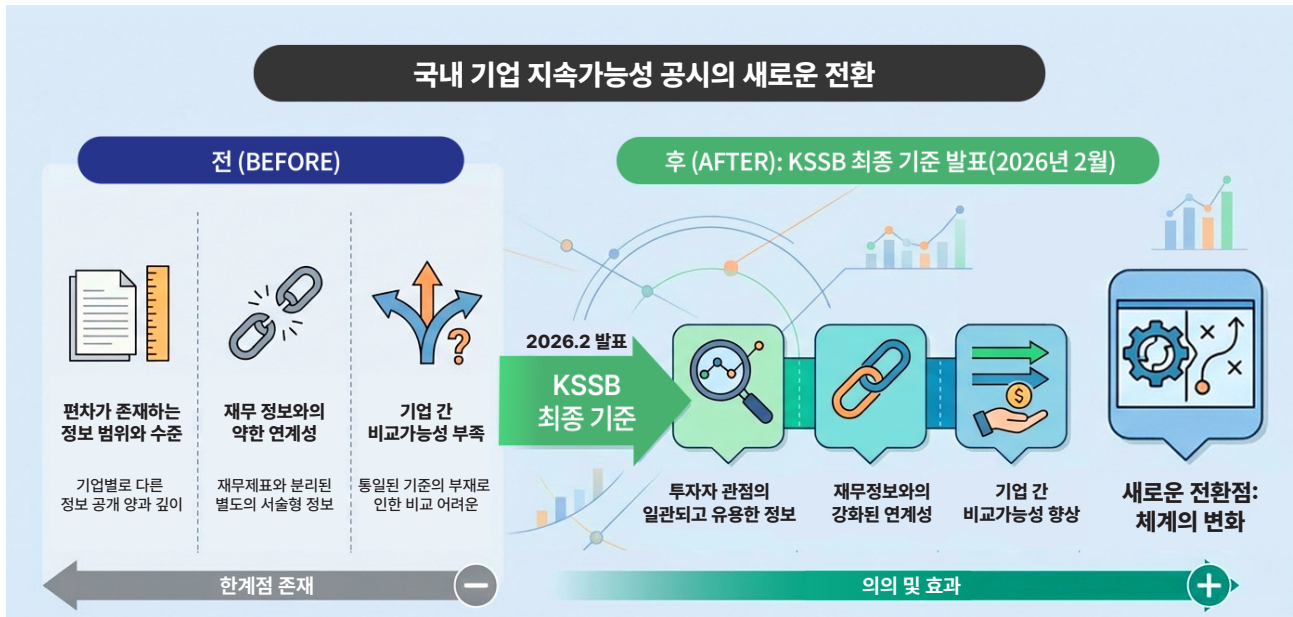 국내 기업 지속가능성 공시의 새로운 전환
전 (BEFORE)
편차가 존재하는
정보 범위와 수준
기업별로 다른
정보 공개 양과 깊이
재무 정보와의
약한 연계성
재무제표와 분리된
별도의 서술형 정보
?
기업 간
비교가능성 부족
통일된 기준의 부재로
인한 비교 어려운
한계점 존재
후 (AFTER): KSSB 최종 기준 발표(2026년 2월)
2026.2 발표
KSSB
최종 기준
투자자 관점의
일관되고 유용한 정보
재무정보와의
강화된 연계성
$
기업 간
비교가능성 향상
새로운 전환점:
체계의 변화
의의 및 효과